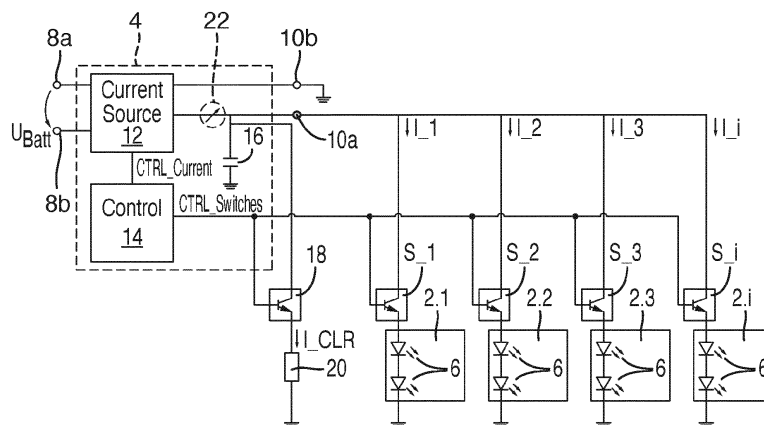 4 22
8a 10b
Current
Source
12
U_Batt
10a
I_1 I_2 I_3 I_i
16
8b
CTRL_Current
CTRL_Switches
Control
14
18 S_1 S_2 S_3 S_i
2.1 2.2 2.3 2.i
I_CLR
20 6 6 6 6